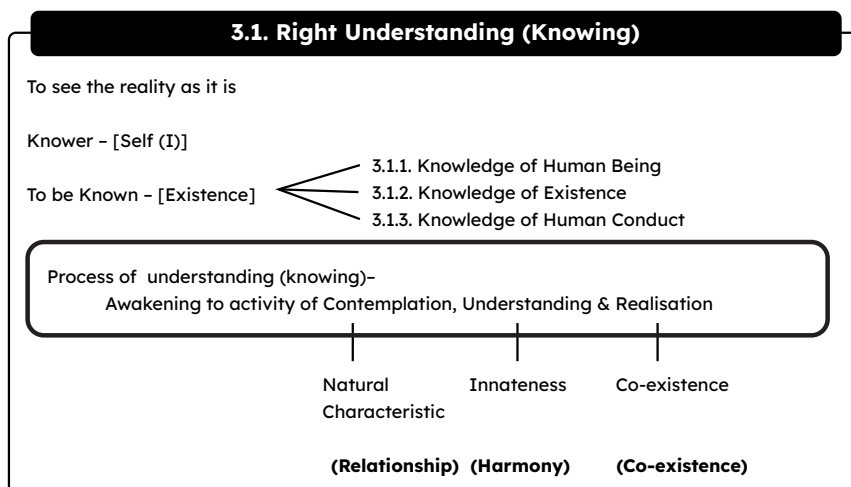 3.1. Right Understanding (Knowing)
To see the reality as it is
Knower – [Self (I)]
To be Known – [Existence]
3.1.1. Knowledge of Human Being
3.1.2. Knowledge of Existence
3.1.3. Knowledge of Human Conduct
Process of understanding (knowing)–
Awakening to activity of Contemplation, Understanding & Realisation
Natural Innateness Co-existence
Characteristic
(Relationship) (Harmony) (Co-existence)